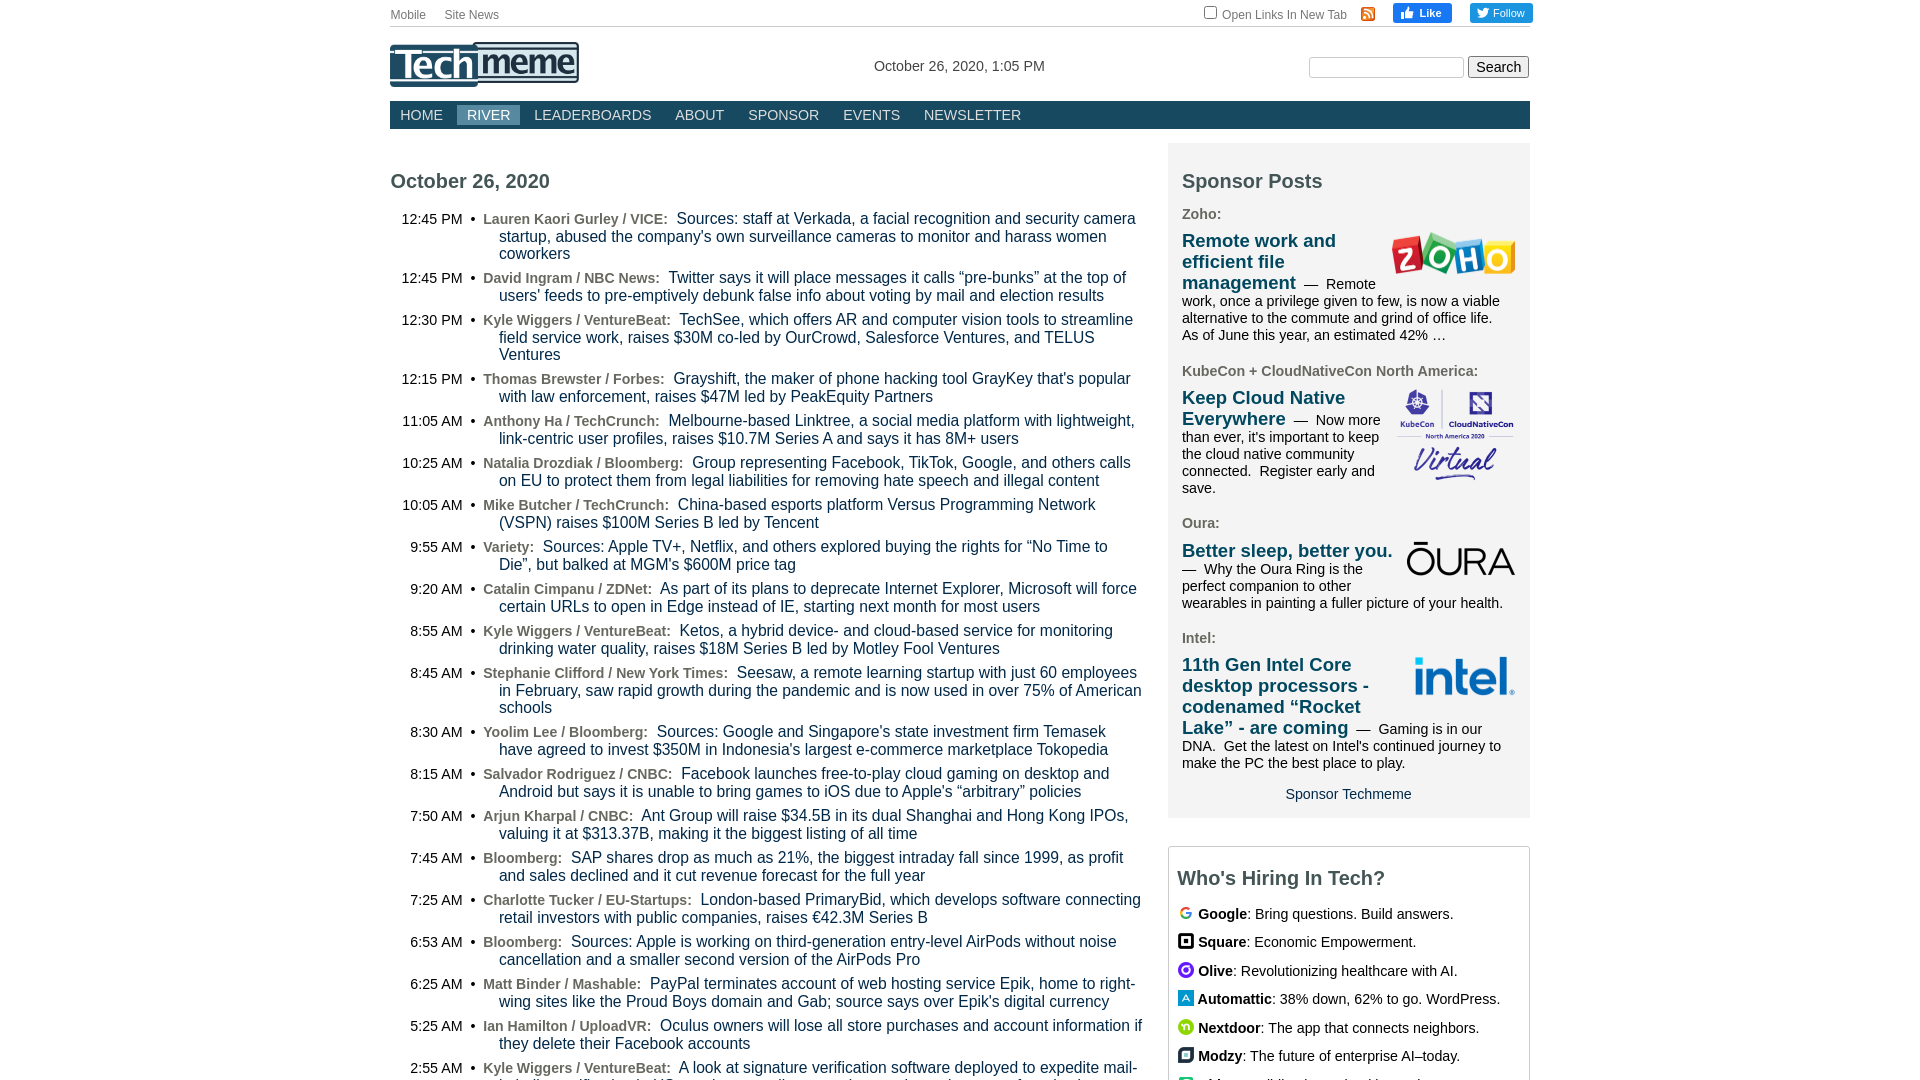 Mobile Site News Open Links In New Tab Like Follow
Techmeme
October 26, 2020, 1:05 PM
Search
HOME RIVER LEADERBOARDS ABOUT SPONSOR EVENTS NEWSLETTER
October 26, 2020
12:45 PM • Lauren Kaori Gurley / VICE: Sources: staff at Verkada, a facial recognition and security camera
startup, abused the company's own surveillance cameras to monitor and harass women
coworkers
12:45 PM • David Ingram / NBC News: Twitter says it will place messages it calls “pre-bunks” at the top of
users' feeds to pre-emptively debunk false info about voting by mail and election results
12:30 PM • Kyle Wiggers / VentureBeat: TechSee, which offers AR and computer vision tools to streamline
field service work, raises $30M co-led by OurCrowd, Salesforce Ventures, and TELUS
Ventures
12:15 PM • Thomas Brewster / Forbes: Grayshift, the maker of phone hacking tool GrayKey that's popular
with law enforcement, raises $47M led by PeakEquity Partners
11:05 AM • Anthony Ha / TechCrunch: Melbourne-based Linktree, a social media platform with lightweight,
link-centric user profiles, raises $10.7M Series A and says it has 8M+ users
10:25 AM • Natalia Drozdiak / Bloomberg: Group representing Facebook, TikTok, Google, and others calls
on EU to protect them from legal liabilities for removing hate speech and illegal content
10:05 AM • Mike Butcher / TechCrunch: China-based esports platform Versus Programming Network
(VSPN) raises $100M Series B led by Tencent
9:55 AM • Variety: Sources: Apple TV+, Netflix, and others explored buying the rights for “No Time to
Die”, but balked at MGM's $600M price tag
9:20 AM • Catalin Cimpanu / ZDNet: As part of its plans to deprecate Internet Explorer, Microsoft will force
certain URLs to open in Edge instead of IE, starting next month for most users
8:55 AM • Kyle Wiggers / VentureBeat: Ketos, a hybrid device- and cloud-based service for monitoring
drinking water quality, raises $18M Series B led by Motley Fool Ventures
8:45 AM • Stephanie Clifford / New York Times: Seesaw, a remote learning startup with just 60 employees
in February, saw rapid growth during the pandemic and is now used in over 75% of American
schools
8:30 AM • Yoolim Lee / Bloomberg: Sources: Google and Singapore's state investment firm Temasek
have agreed to invest $350M in Indonesia's largest e-commerce marketplace Tokopedia
8:15 AM • Salvador Rodriguez / CNBC: Facebook launches free-to-play cloud gaming on desktop and
Android but says it is unable to bring games to iOS due to Apple's “arbitrary” policies
7:50 AM • Arjun Kharpal / CNBC: Ant Group will raise $34.5B in its dual Shanghai and Hong Kong IPOs,
valuing it at $313.37B, making it the biggest listing of all time
7:45 AM • Bloomberg: SAP shares drop as much as 21%, the biggest intraday fall since 1999, as profit
and sales declined and it cut revenue forecast for the full year
7:25 AM • Charlotte Tucker / EU-Startups: London-based PrimaryBid, which develops software connecting
retail investors with public companies, raises €42.3M Series B
6:53 AM • Bloomberg: Sources: Apple is working on third-generation entry-level AirPods without noise
cancellation and a smaller second version of the AirPods Pro
6:25 AM • Matt Binder / Mashable: PayPal terminates account of web hosting service Epik, home to right-
wing sites like the Proud Boys domain and Gab; source says over Epik's digital currency
5:25 AM • Ian Hamilton / UploadVR: Oculus owners will lose all store purchases and account information if
they delete their Facebook accounts
2:55 AM • Kyle Wiggers / VentureBeat: A look at signature verification software deployed to expedite mail-
Sponsor Posts
Zoho:
Remote work and
efficient file
management — Remote
work, once a privilege given to few, is now a viable
alternative to the commute and grind of office life.
As of June this year, an estimated 42% …
ZOHO
KubeCon + CloudNativeCon North America:
Keep Cloud Native
Everywhere — Now more
than ever, it's important to keep
the cloud native community
connected. Register early and
save.
KubeCon CloudNativeCon
North America 2020
Virtual
Oura:
Better sleep, better you.
— Why the Oura Ring is the
perfect companion to other
wearables in painting a fuller picture of your health.
ŌURA
Intel:
11th Gen Intel Core
desktop processors -
codenamed “Rocket
Lake” - are coming — Gaming is in our
DNA. Get the latest on Intel's continued journey to
make the PC the best place to play.
intel®
Sponsor Techmeme
Who's Hiring In Tech?
Google: Bring questions. Build answers.
Square: Economic Empowerment.
Olive: Revolutionizing healthcare with AI.
Automattic: 38% down, 62% to go. WordPress.
Nextdoor: The app that connects neighbors.
Modzy: The future of enterprise AI–today.